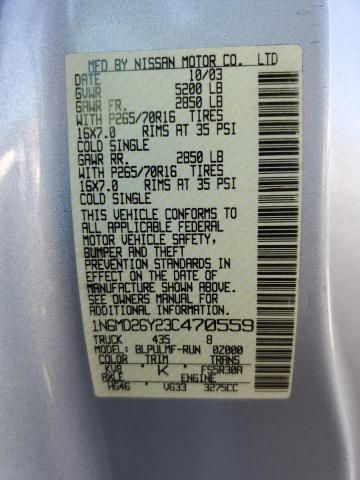 MFD BY NISSAN MOTOR CO. LTD
DATE 10/03
GVWR 5200 LB
GAWR FR. 2850 LB
WITH P265/70R16 TIRES
16X7.0 RIMS AT 35 PSI
COLD SINGLE
GAWR RR. 2850 LB
WITH P265/70R16 TIRES
16X7.0 RIMS AT 35 PSI
COLD SINGLE
THIS VEHICLE CONFORMS TO
ALL APPLICABLE FEDERAL
MOTOR VEHICLE SAFETY,
BUMPER AND THEFT
PREVENTION STANDARDS IN
EFFECT ON THE DATE OF
MANUFACTURE SHOWN ABOVE.
SEE OWNERS MANUAL FOR
ADDITIONAL INFORMATION.
1N6MD26Y23C470559
TRUCK 435 8
MODEL: BLPULMF-RUN 0Z000
COLOR TRIM TRANS
KV8 K FS5R30A
AXLE ENGINE
HG46 VG33 3275CC